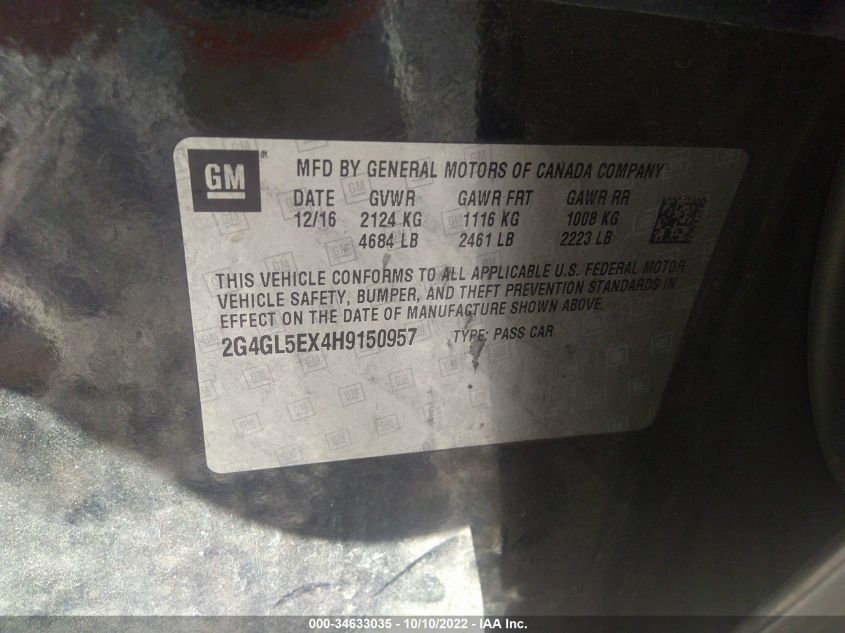 GM ® MFD BY GENERAL MOTORS OF CANADA COMPANY
DATE GVWR GAWR FRT GAWR RR
12/16 2124 KG 1116 KG 1008 KG
4684 LB 2461 LB 2223 LB
THIS VEHICLE CONFORMS TO ALL APPLICABLE U.S. FEDERAL MOTOR
VEHICLE SAFETY, BUMPER, AND THEFT PREVENTION STANDARDS IN
EFFECT ON THE DATE OF MANUFACTURE SHOWN ABOVE.
2G4GL5EX4H9150957 TYPE: PASS CAR
000-34633035 - 10/10/2022 - IAA Inc.